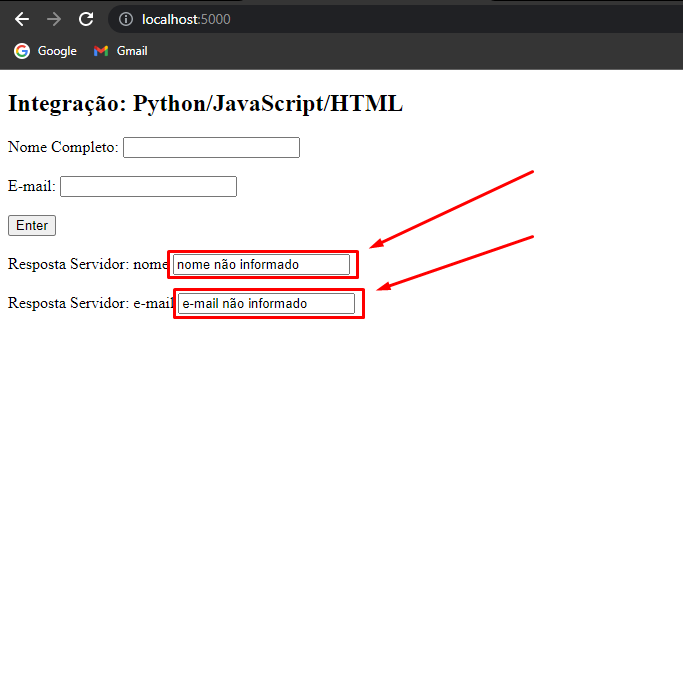 localhost:5000
Google Gmail
Integração: Python/JavaScript/HTML
Nome Completo:
E-mail:
Enter
Resposta Servidor: nome nome não informado
Resposta Servidor: e-mail e-mail não informado